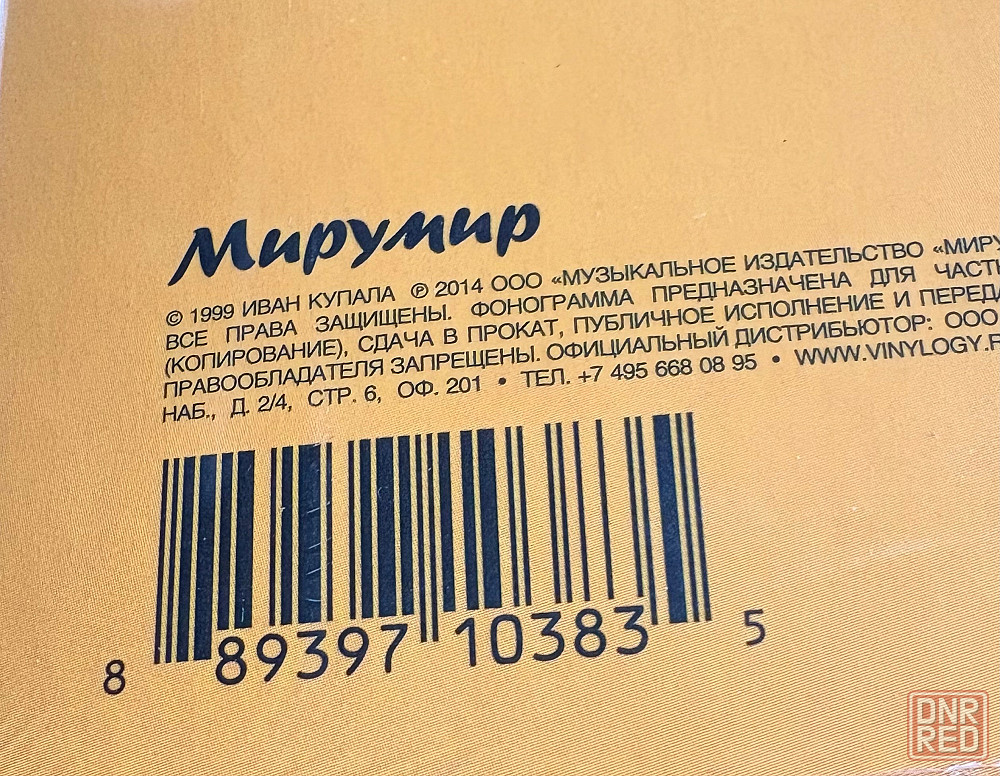 Мирумир
© 1999 ИВАН КУПАЛА ℗ 2014 ООО «МУЗЫКАЛЬНОЕ ИЗДАТЕЛЬСТВО «МИРУ
ВСЕ ПРАВА ЗАЩИЩЕНЫ. ФОНОГРАММА ПРЕДНАЗНАЧЕНА ДЛЯ ЧАСТ
(КОПИРОВАНИЕ), СДАЧА В ПРОКАТ, ПУБЛИЧНОЕ ИСПОЛНЕНИЕ И ПЕРЕДА
ПРАВООБЛАДАТЕЛЯ ЗАПРЕЩЕНЫ. ОФИЦИАЛЬНЫЙ ДИСТРИБЬЮТОР: ООО
НАБ., Д. 2/4, СТР. 6, ОФ. 201 • ТЕЛ. +7 495 668 08 95 • WWW.VINYLOGY.R
8 89397 10383 5
DNR
RED